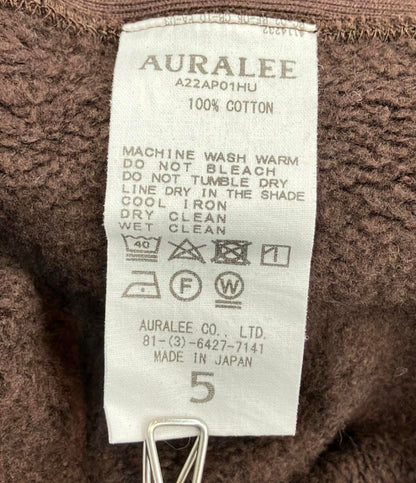 AURALEE
A22AP01HU
100% COTTON
MACHINE WASH WARM
DO NOT BLEACH
DO NOT TUMBLE DRY
LINE DRY IN THE SHADE
COOL IRON
DRY CLEAN
WET CLEAN
40
F W
AURALEE CO., LTD.
81-(3)-6427-7141
MADE IN JAPAN
5